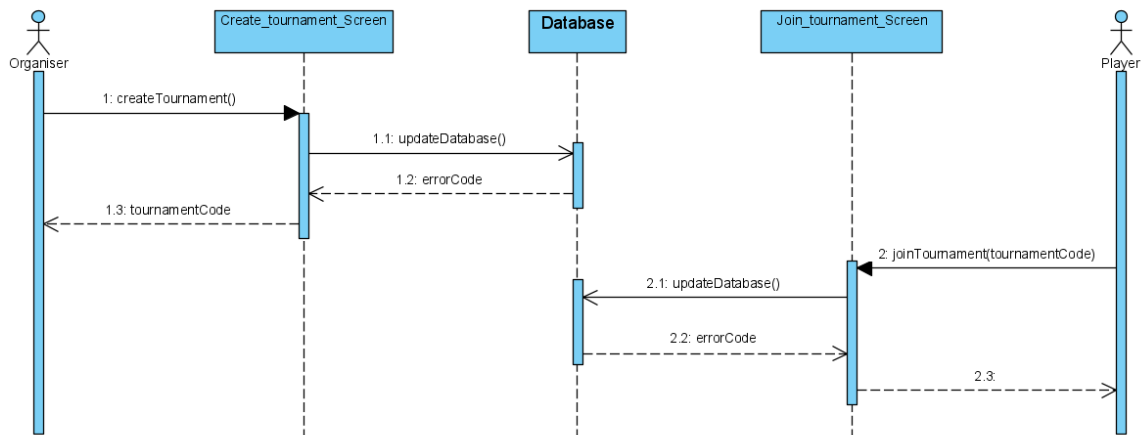 Create_tournament_Screen
Database
Join_tournament_Screen
Organiser
Player
1: createTournament()
1.1: updateDatabase()
1.2: errorCode
1.3: tournamentCode
2: joinTournament(tournamentCode)
2.1: updateDatabase()
2.2: errorCode
2.3: